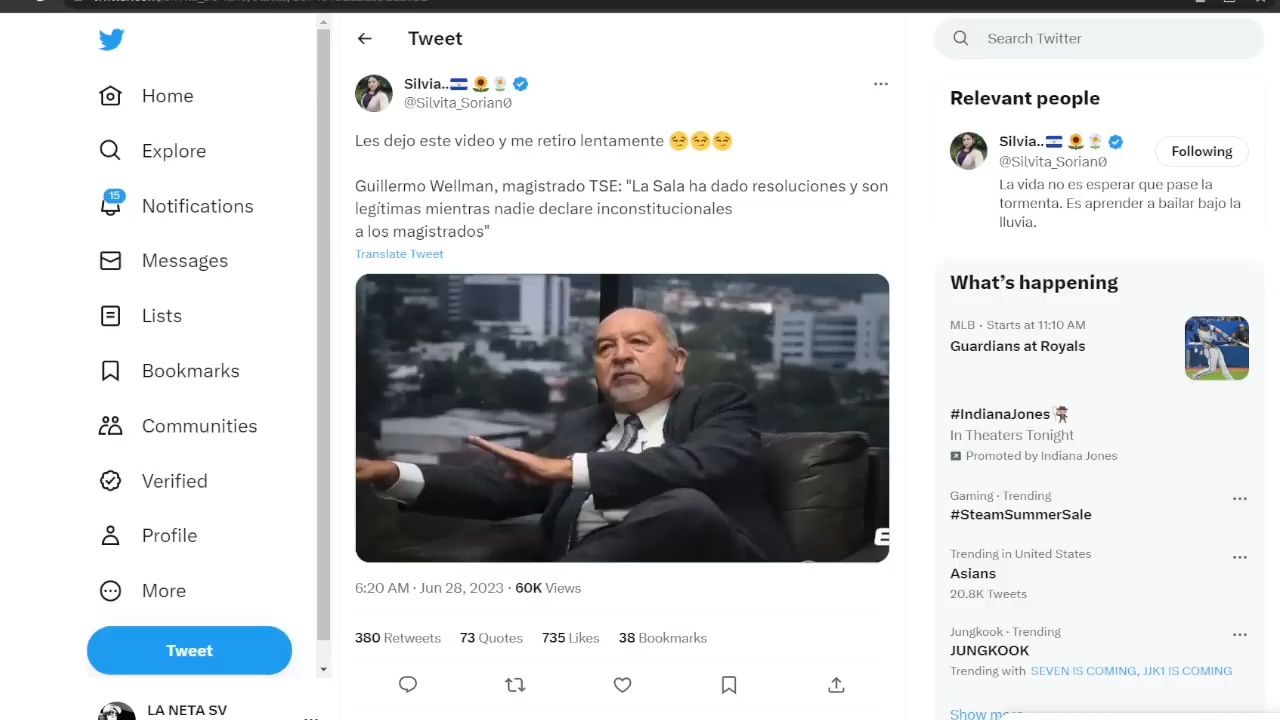 Home
Explore
15
Notifications
Messages
Lists
Bookmarks
Communities
Verified
Profile
More
Tweet
LA NETA SV
Tweet
Silvia..
@Silvita_Sorian0
Les dejo este video y me retiro lentamente
Guillermo Wellman, magistrado TSE: "La Sala ha dado resoluciones y son
legítimas mientras nadie declare inconstitucionales
a los magistrados"
Translate Tweet
6:20 AM · Jun 28, 2023 · 60K Views
380 Retweets 73 Quotes 735 Likes 38 Bookmarks
Search Twitter
Relevant people
Silvia..
@Silvita_Sorian0
Following
La vida no es esperar que pase la
tormenta. Es aprender a bailar bajo la
lluvia.
What's happening
MLB · Starts at 11:10 AM
Guardians at Royals
#IndianaJones
In Theaters Tonight
Promoted by Indiana Jones
Gaming · Trending
#SteamSummerSale
Trending in United States
Asians
20.8K Tweets
Jungkook · Trending
JUNGKOOK
Trending with SEVEN IS COMING, JJK1 IS COMING
Show more